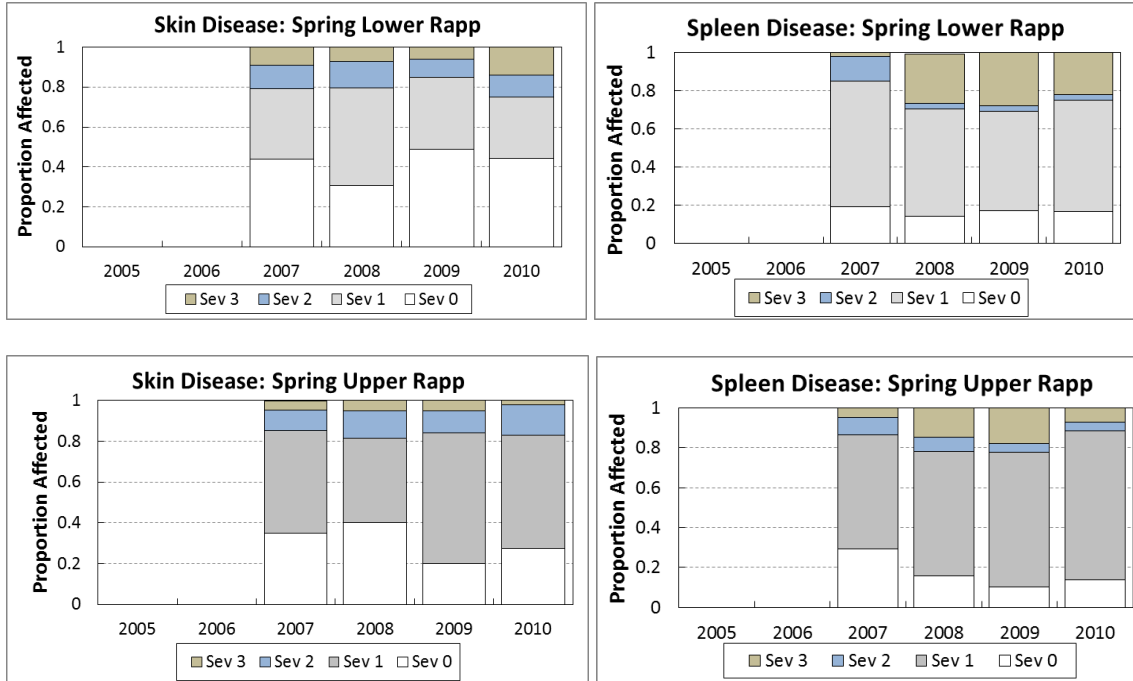 Skin Disease: Spring Lower Rapp
Proportion Affected
1
0.8
0.6
0.4
0.2
0
2005 2006 2007 2008 2009 2010
Sev 3 Sev 2 Sev 1 Sev 0
Spleen Disease: Spring Lower Rapp
Proportion Affected
1
0.8
0.6
0.4
0.2
0
2005 2006 2007 2008 2009 2010
Sev 3 Sev 2 Sev 1 Sev 0
Skin Disease: Spring Upper Rapp
Proportion Affected
1
0.8
0.6
0.4
0.2
0
2005 2006 2007 2008 2009 2010
Sev 3 Sev 2 Sev 1 Sev 0
Spleen Disease: Spring Upper Rapp
Proportion Affected
1
0.8
0.6
0.4
0.2
0
2005 2006 2007 2008 2009 2010
Sev 3 Sev 2 Sev 1 Sev 0